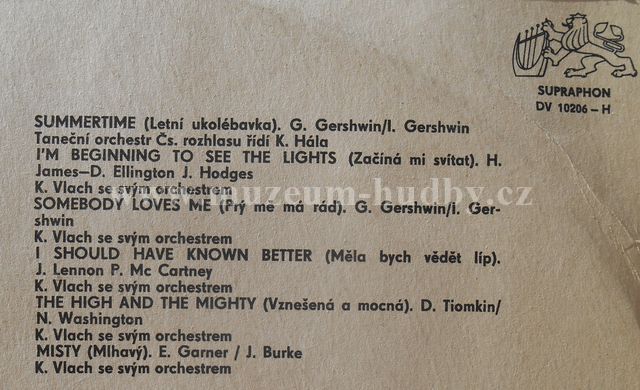 SUPRAPHON
DV 10206 – H
SUMMERTIME (Letní ukolébavka). G. Gershwin/I. Gershwin
Taneční orchestr Čs. rozhlasu řídí K. Hála
I'M BEGINNING TO SEE THE LIGHTS (Začíná mi svítat). H.
James–D. Ellington J. Hodges
K. Vlach se svým orchestrem
SOMEBODY LOVES ME (Prý mě má rád). G. Gershwin/I. Ger-
shwin
K. Vlach se svým orchestrem
I SHOULD HAVE KNOWN BETTER (Měla bych vědět líp).
J. Lennon P. Mc Cartney
K. Vlach se svým orchestrem
THE HIGH AND THE MIGHTY (Vznešená a mocná). D. Tiomkin/
N. Washington
K. Vlach se svým orchestrem
MISTY (Mlhavý). E. Garner / J. Burke
K. Vlach se svým orchestrem
www.muzeum-hudby.cz